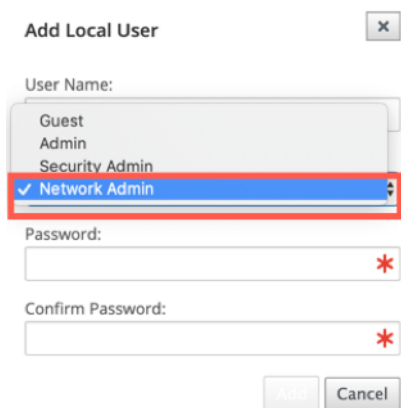 Add Local User
User Name:
Guest
Admin
Security Admin
Network Admin
Password:
Confirm Password:
Add
Cancel